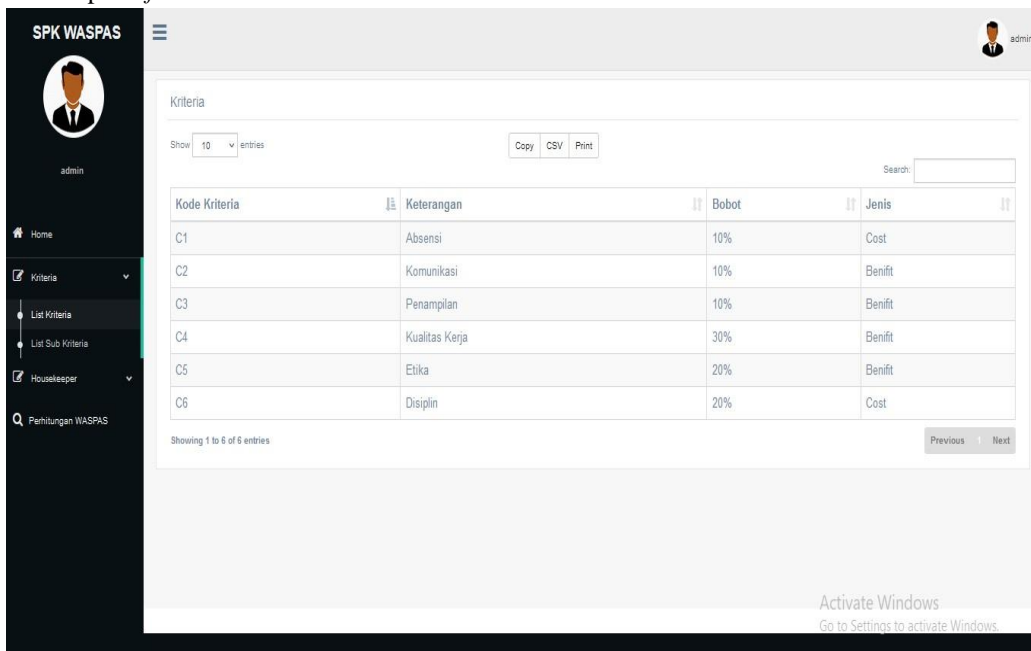 SPK WASPAS
admin
admin
Home
Kriteria
List Kriteria
List Sub Kriteria
Housekeeper
Perhitungan WASPAS
Kriteria
Show 10 entries
Copy CSV Print
Search:
Kode Kriteria Keterangan Bobot Jenis
C1 Absensi 10% Cost
C2 Komunikasi 10% Benifit
C3 Penampilan 10% Benifit
C4 Kualitas Kerja 30% Benifit
C5 Etika 20% Benifit
C6 Disiplin 20% Cost
Showing 1 to 6 of 6 entries
Previous 1 Next
Activate Windows
Go to Settings to activate Windows.